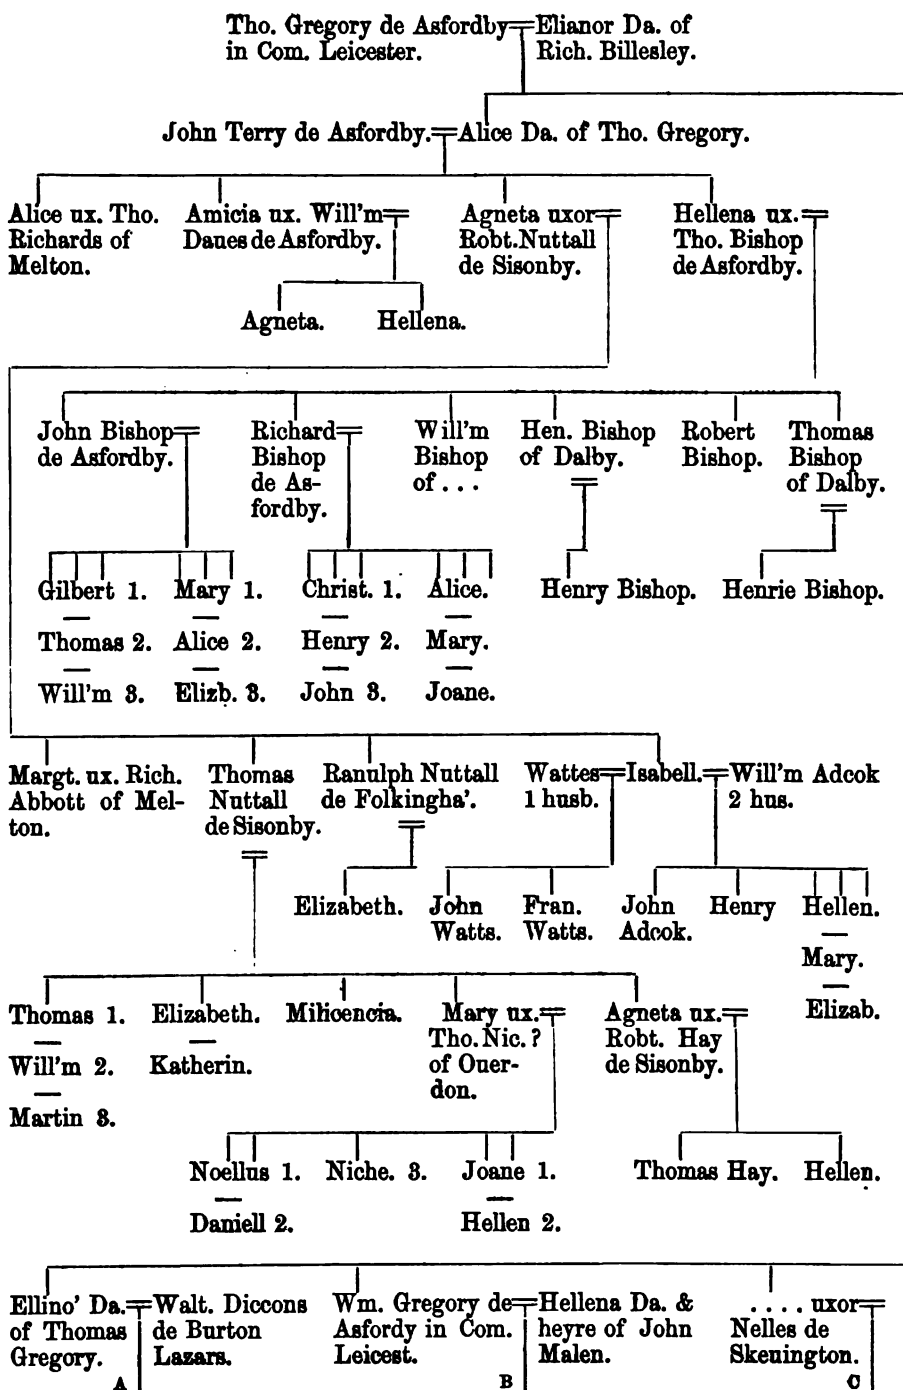 Tho. Gregory de Asfordby=Elianor Da. of
in Com. Leicester. Rich. Billesley.
John Terry de Asfordby.=Alice Da. of Tho. Gregory.
Alice ux. Tho.
Richards of
Melton.
Amicia ux. Will'm=
Daues de Asfordby.
Agneta uxor=
Robt. Nuttall
de Sisonby.
Hellena ux.=
Tho. Bishop
de Asfordby.
Agneta. Hellena.
John Bishop=
de Asfordby.
Richard=
Bishop
de As-
fordby.
Will'm
Bishop
of . . .
Hen. Bishop
of Dalby.
=
Robert
Bishop.
Thomas
Bishop
of Dalby.
=
Gilbert 1.
Thomas 2.
Will'm 3.
Mary 1.
Alice 2.
Elizb. 3.
Christ. 1.
Henry 2.
John 3.
Alice.
Mary.
Joane.
Henry Bishop. Henrie Bishop.
Margt. ux. Rich.
Abbott of Mel-
ton.
Thomas
Nuttall
de Sisonby.
=
Ranulph Nuttall
de Folkingha'.
=
Wattes=Isabell.=Will'm Adcok
1 husb. 2 hus.
Elizabeth.
John
Watts.
Fran.
Watts.
John
Adcok.
Henry
Hellen.
Mary.
Elizab.
Thomas 1.
Will'm 2.
Martin 3.
Elizabeth.
Katherin.
Milicencia.
Mary ux.=
Tho. Nic. ?
of Ouer-
don.
Agneta ux.=
Robt. Hay
de Sisonby.
Noellus 1.
Daniell 2.
Niche. 3.
Joane 1.
Hellen 2.
Thomas Hay. Hellen.
Ellino' Da.=Walt. Diccons
of Thomas de Burton
Gregory. Lazars.
A
Wm. Gregory de=Hellena Da. &
Asfordy in Com. heyre of John
Leicest. Malen.
B
. . . . uxor=
Nelles de
Skeuington.
C